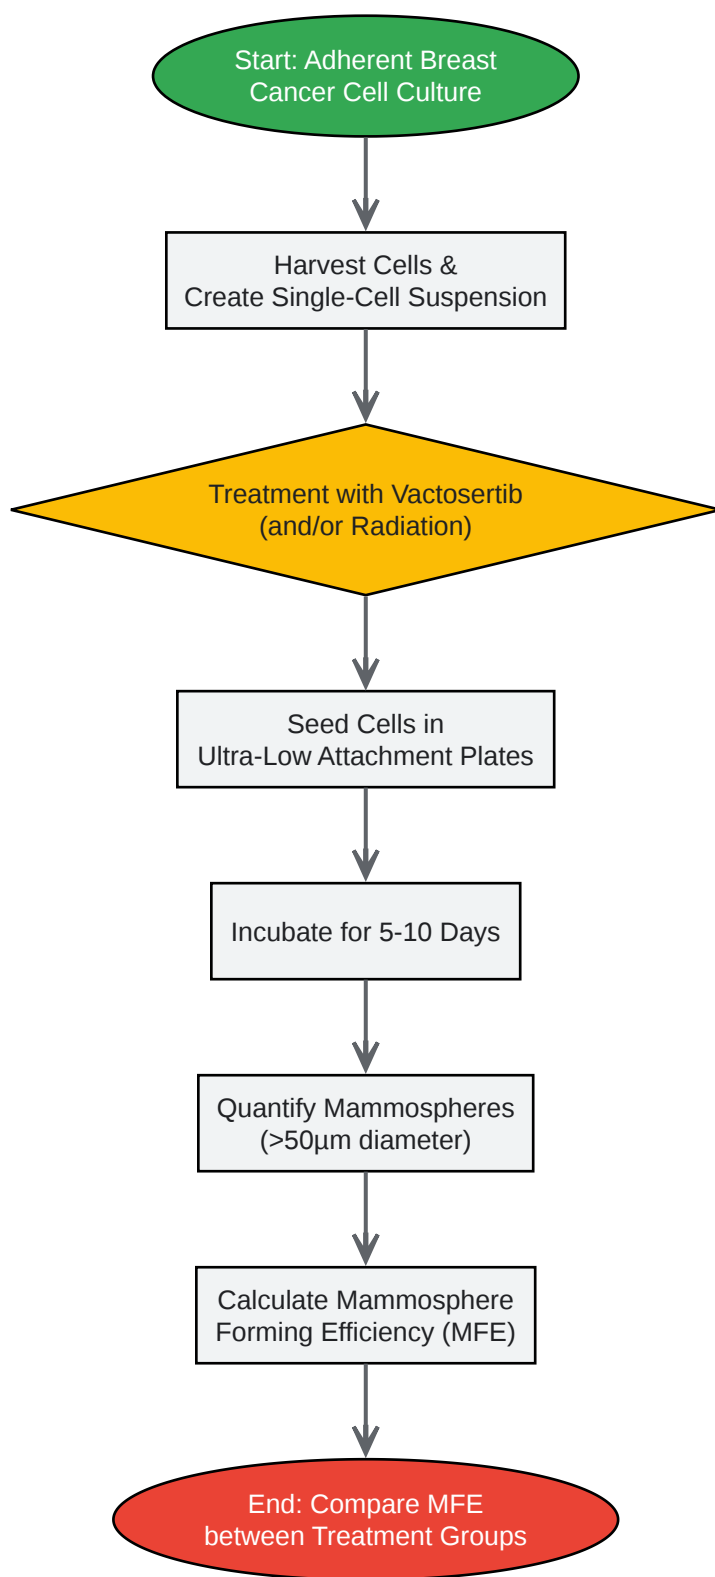 Start: Adherent Breast
Cancer Cell Culture
Harvest Cells &
Create Single-Cell Suspension
Treatment with Vactosertib
(and/or Radiation)
Seed Cells in
Ultra-Low Attachment Plates
Incubate for 5-10 Days
Quantify Mammospheres
(>50µm diameter)
Calculate Mammosphere
Forming Efficiency (MFE)
End: Compare MFE
between Treatment Groups